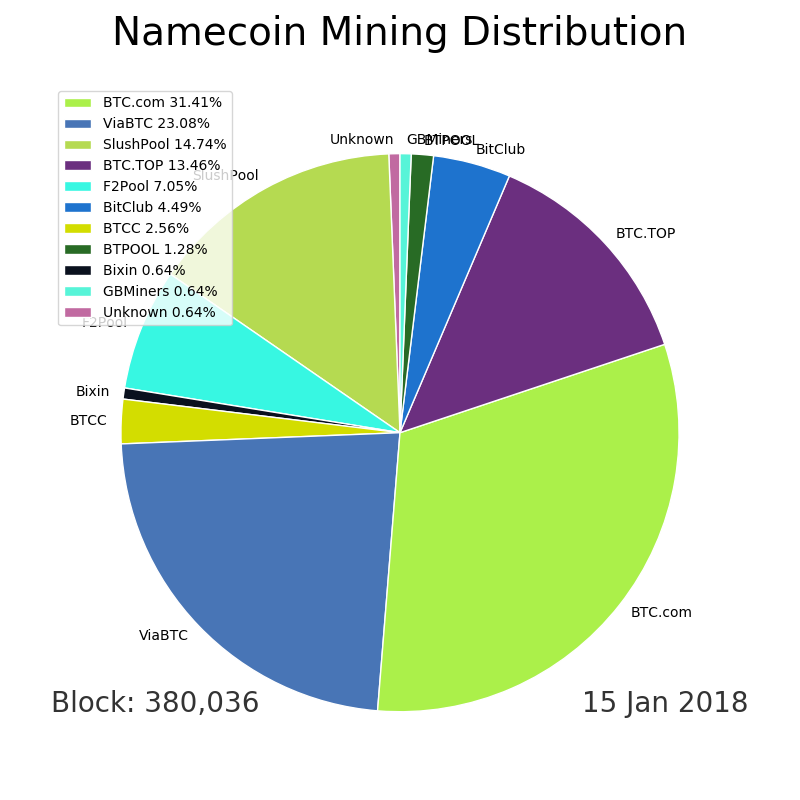 Namecoin Mining Distribution
BTC.com 31.41%
ViaBTC 23.08%
SlushPool 14.74%
BTC.TOP 13.46%
F2Pool 7.05%
BitClub 4.49%
BTCC 2.56%
BTPOOL 1.28%
Bixin 0.64%
GBMiners 0.64%
Unknown 0.64%
Unknown
GBMiners
BTPOOL
BitClub
SlushPool
BTC.TOP
F2Pool
Bixin
BTCC
BTC.com
ViaBTC
Block: 380,036
15 Jan 2018